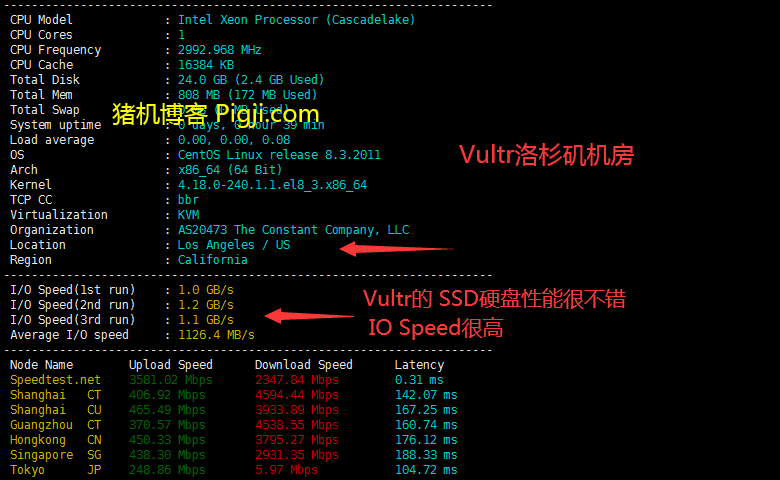 CPU Model : Intel Xeon Processor (Cascadelake)
CPU Cores : 1
CPU Frequency : 2992.968 MHz
CPU Cache : 16384 KB
Total Disk : 24.0 GB (2.4 GB Used)
Total Mem : 808 MB (172 MB Used)
Total Swap : MB Used)
猪机博客 Pigji.com
System uptime : 0 days, 0 hour 39 min
Load average : 0.00, 0.00, 0.08
OS : CentOS Linux release 8.3.2011
Vultr洛杉矶机房
Arch : x86_64 (64 Bit)
Kernel : 4.18.0-240.1.1.el8_3.x86_64
TCP CC : bbr
Virtualization : KVM
Organization : AS20473 The Constant Company, LLC
Location : Los Angeles / US
Region : California
I/O Speed(1st run) : 1.0 GB/s
I/O Speed(2nd run) : 1.2 GB/s
Vultr的 SSD硬盘性能很不错
I/O Speed(3rd run) : 1.1 GB/s
IO Speed很高
Average I/O speed : 1126.4 MB/s
Node Name Upload Speed Download Speed Latency
Speedtest.net 3581.02 Mbps 2347.84 Mbps 0.31 ms
Shanghai CT 406.92 Mbps 4594.44 Mbps 142.07 ms
Shanghai CU 465.49 Mbps 3933.89 Mbps 167.25 ms
Guangzhou CT 370.57 Mbps 4538.55 Mbps 160.74 ms
Hongkong CN 450.33 Mbps 3795.27 Mbps 176.12 ms
Singapore SG 438.30 Mbps 2931.35 Mbps 188.33 ms
Tokyo JP 248.86 Mbps 5.97 Mbps 104.72 ms